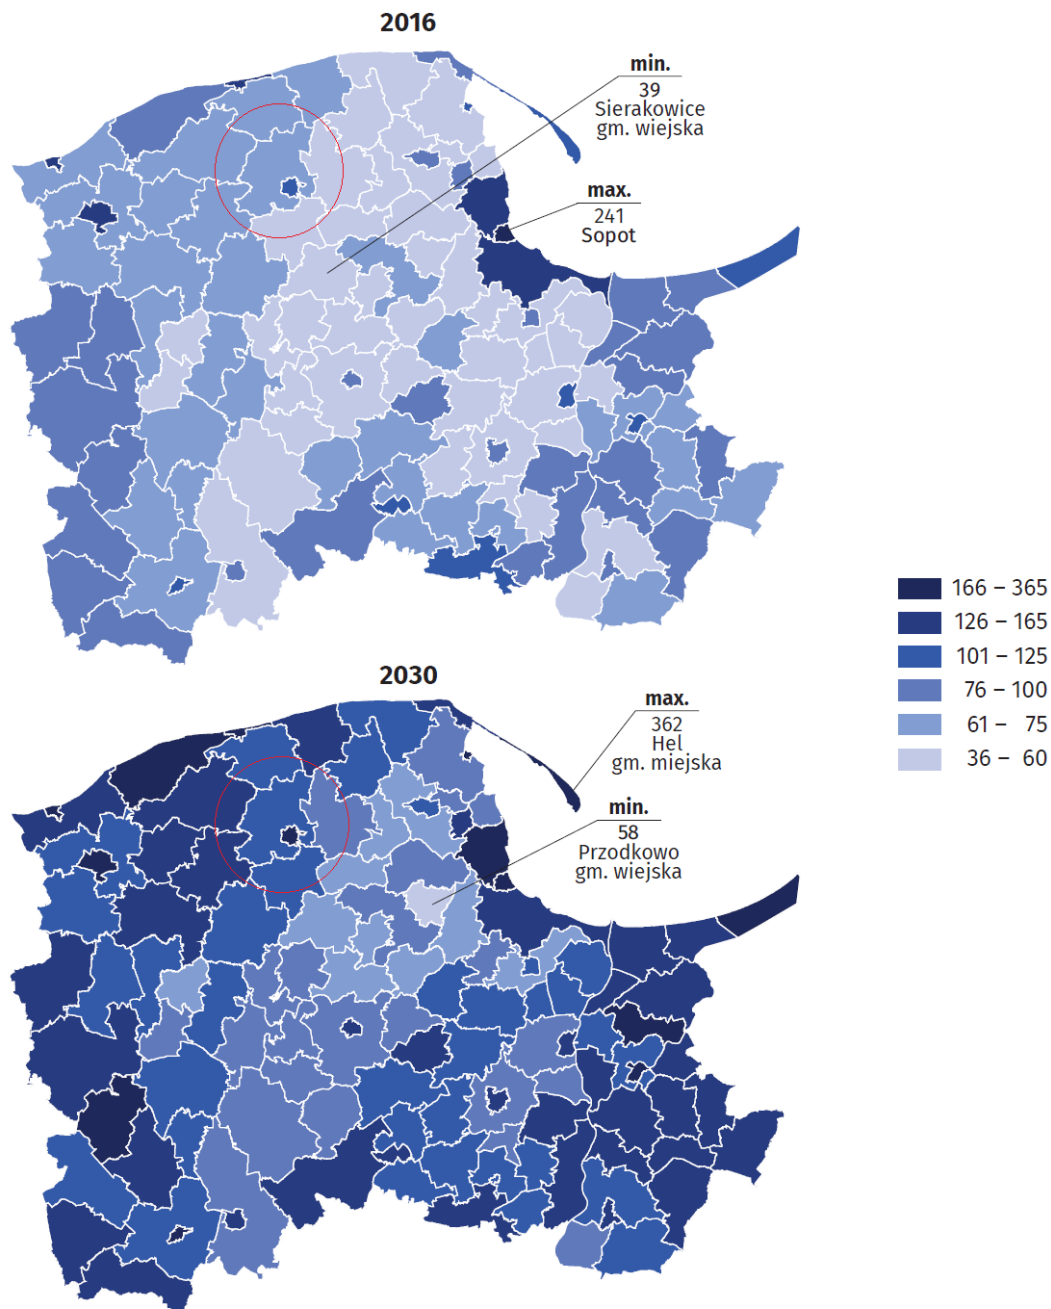 2016
min.
39
Sierakowice
gm. wiejska
max.
241
Sopot
166 – 365
126 – 165
101 – 125
76 – 100
61 – 75
36 – 60
2030
max.
362
Hel
gm. miejska
min.
58
Przodkowo
gm. wiejska